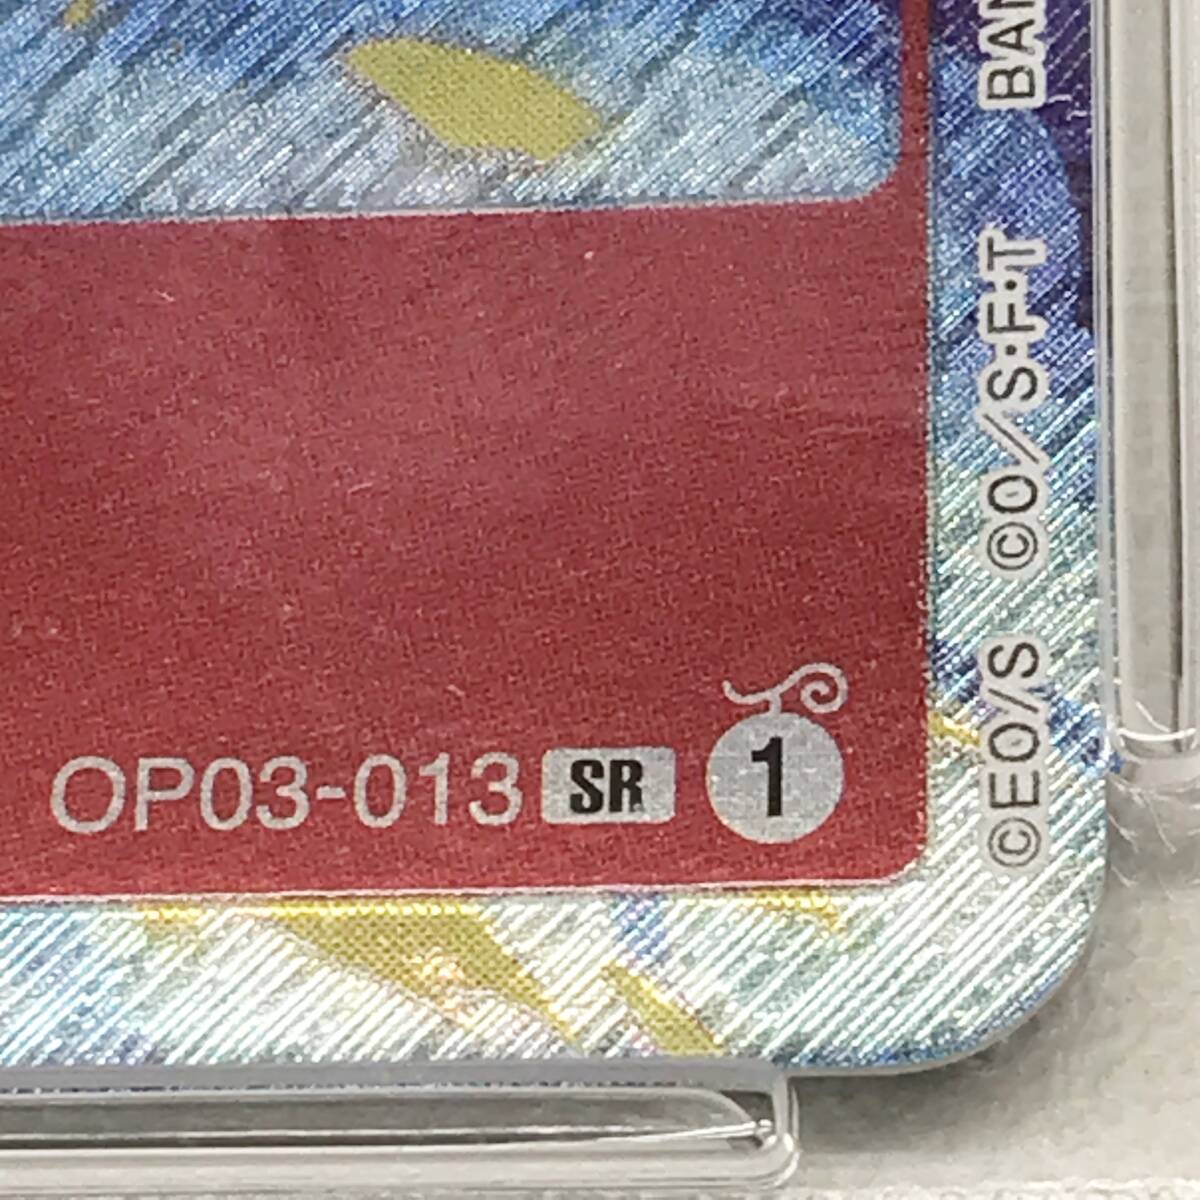 OP03-013 SR 1
©EO/S ©O/S·F·T BAN